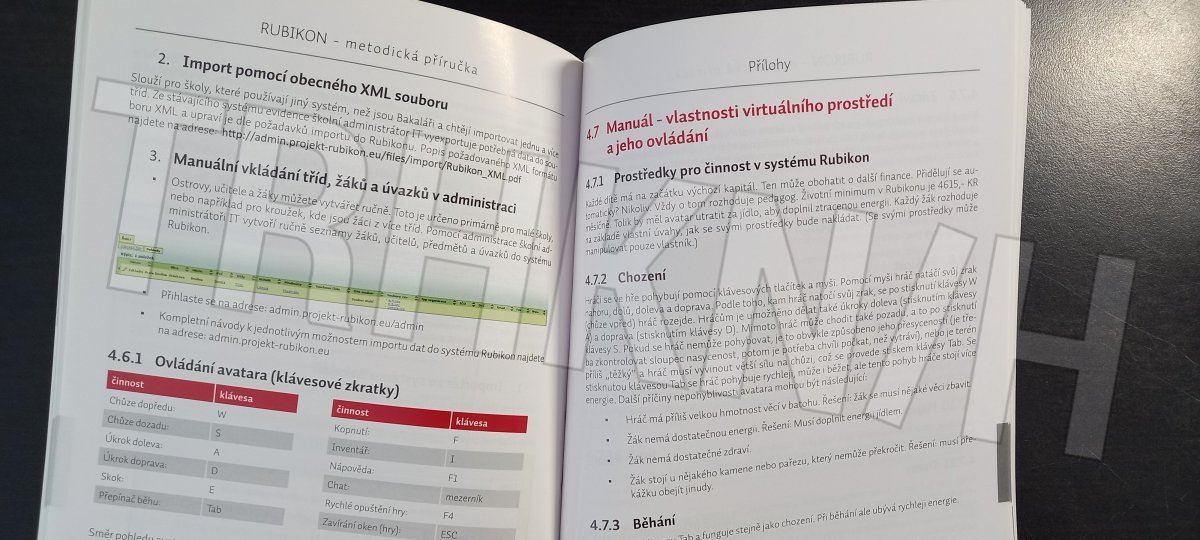 RUBIKON – metodická příručka
2. Import pomocí obecného XML souboru
Slouží pro školy, které používají jiný systém, než jsou Bakaláři a chtějí importovat jednu a více
tříd. Ze stávajícího systému evidence školní administrátor IT vyexportuje potřebná data do sou-
boru XML a upraví je dle požadavků importu do Rubikonu. Popis požadovaného XML formátu
najdete na adrese: http://admin.projekt-rubikon.eu/files/import/Rubikon_XML.pdf
3. Manuální vkládání tříd, žáků a úvazků v administraci
• Ostrovy, učitele a žáky můžete vytvářet ručně. Toto je určeno primárně pro malé školy,
nebo například pro kroužek, kde jsou žáci z více tříd. Pomocí administrace školní ad-
ministrátoři IT vytvoří ručně seznamy žáků, učitelů, předmětů a úvazků do systému
Rubikon.
• Přihlaste se na adrese: admin.projekt-rubikon.eu/admin
• Kompletní návody k jednotlivým možnostem importu dat do systému Rubikon najdete
na adrese: admin.projekt-rubikon.eu
4.6.1 Ovládání avatara (klávesové zkratky)
činnost klávesa
Chůze dopředu: W
Chůze dozadu: S
Úkrok doleva: A
Úkrok doprava: D
Skok: E
Přepínač běhu: Tab
činnost klávesa
Kopnutí: F
Inventář: I
Nápověda: F1
Chat: mezerník
Rychlé opuštění hry: F4
Zavírání oken (hry): ESC
Směr pohledu
Přílohy
4.7 Manuál – vlastnosti virtuálního prostředí
a jeho ovládání
4.7.1 Prostředky pro činnost v systému Rubikon
Každé dítě má na začátku výchozí kapitál. Ten může obohatit o další finance. Přidělují se au-
tomaticky? Nikoliv. Vždy o tom rozhoduje pedagog. Životní minimum v Rubikonu je 4615,- KR
měsíčně. Tolik by měl avatar utratit za jídlo, aby doplnil ztracenou energii. Každý žák rozhoduje
na základě vlastní úvahy, jak se svými prostředky bude nakládat. (Se svými prostředky může
manipulovat pouze vlastník.)
4.7.2 Chození
Hráči se ve hře pohybují pomocí klávesových tlačítek a myši. Pomocí myši hráč natáčí svůj zrak
nahoru, dolů, doleva a doprava. Podle toho, kam hráč natočí svůj zrak, se po stisknutí klávesy W
(chůze vpřed) hráč rozejde. Hráčům je umožněno dělat také úkroky doleva (stisknutím klávesy
A) a doprava (stisknutím klávesy D). Mimoto hráč může chodit také pozadu, a to po stisknutí
klávesy S. Pekud se hráč nemůže pohybovat, je to obvykle způsobeno jeho přesyceností (je tře-
ba zkontrolovat sloupec nasycenost, potom je potřeba chvíli počkat, než vytráví), nebo je terén
příliš „těžký“ a hráč musí vyvinout větší sílu na chůzi, což se provede stiskem klávesy Tab. Se
stisknutou klávesou Tab se hráč pohybuje rychleji, může i běžet, ale tento pohyb hráče stojí více
energie. Další příčiny nepohyblivosti avatara mohou být následující:
• Hráč má příliš velkou hmotnost věcí v batohu. Řešení: žák se musí nějaké věci zbavit.
• Žák nemá dostatečnou energii. Řešení: Musí doplnit energii jídlem.
• Žák nemá dostatečné zdraví.
• Žák stojí u nějakého kamene nebo pařezu, který nemůže překročit. Řešení: musí pře-
kážku obejít jinudy.
4.7.3 Běhání
Tab a funguje stejně jako chození. Při běhání ale ubývá rychleji energie.
TRHKNIH